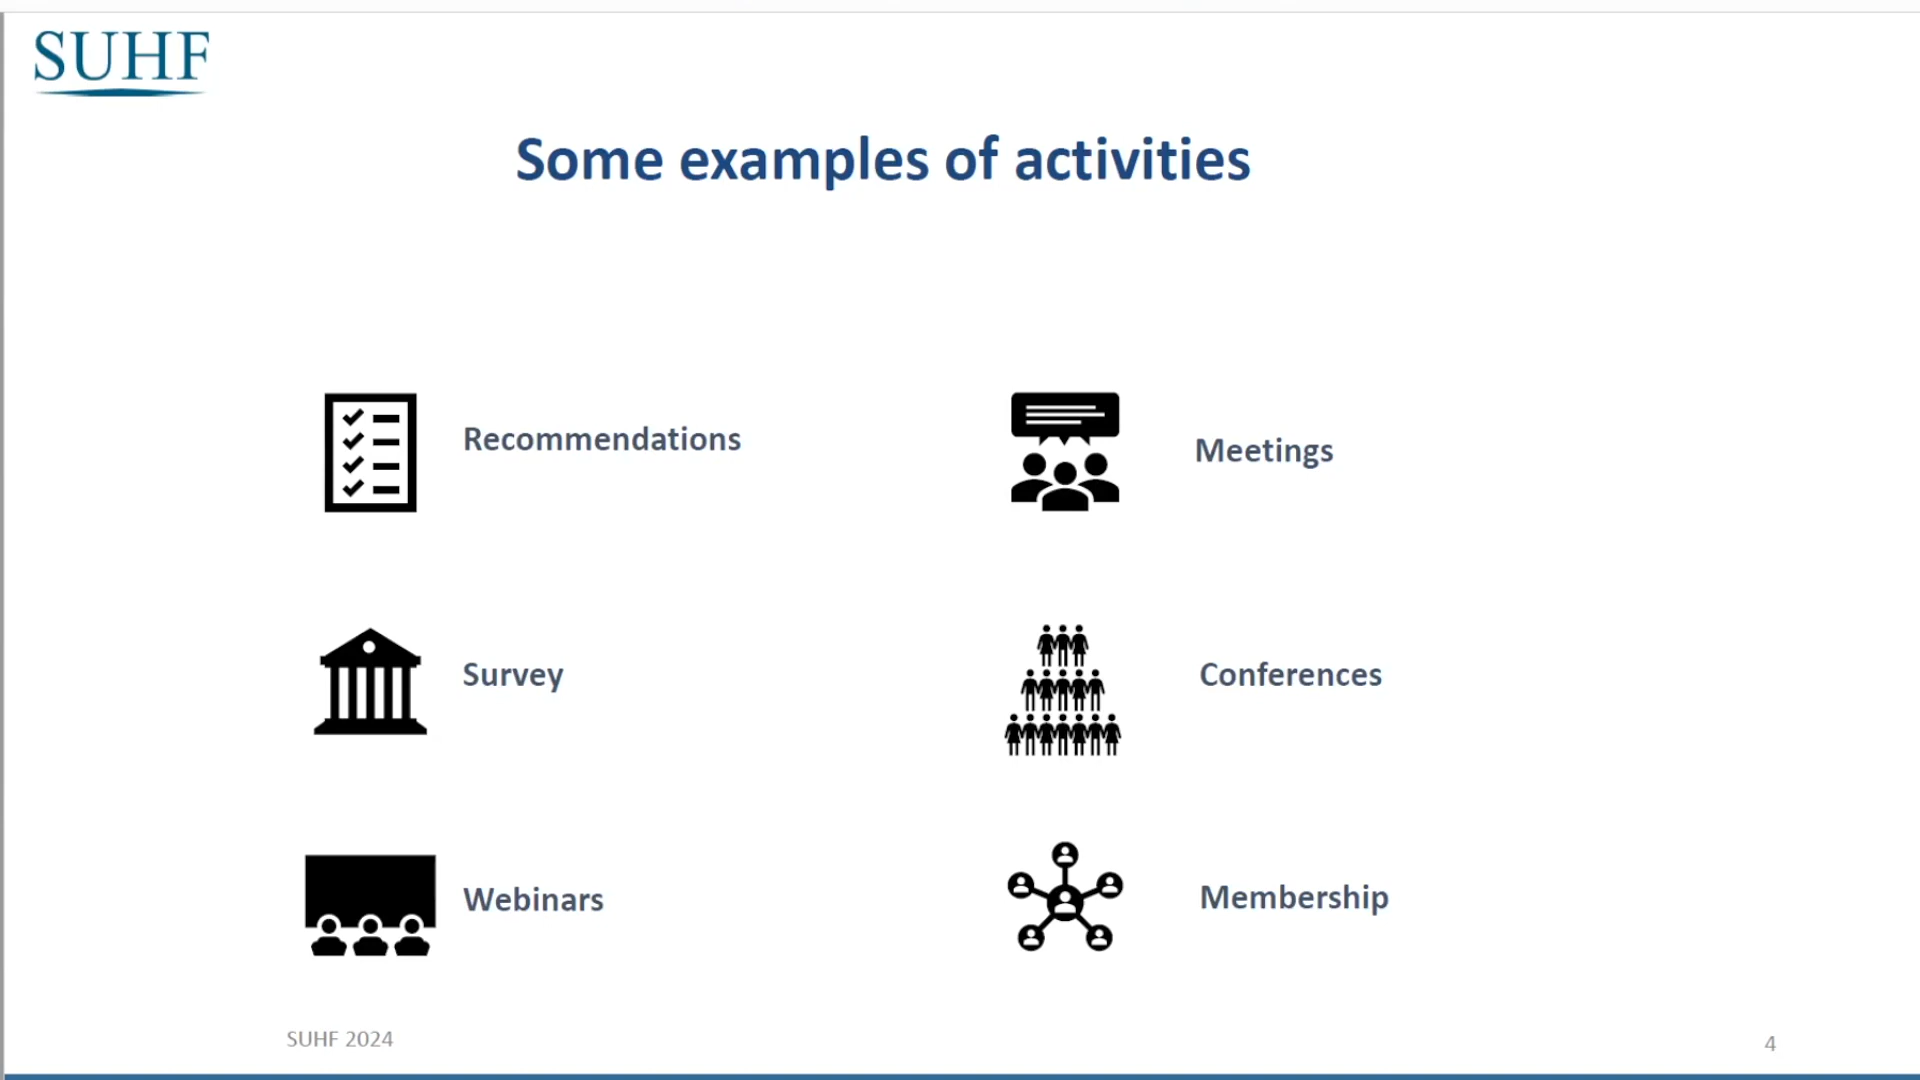 SUHF
Some examples of activities
Recommendations
Meetings
Survey
Conferences
Webinars
Membership
SUHF 2024
4